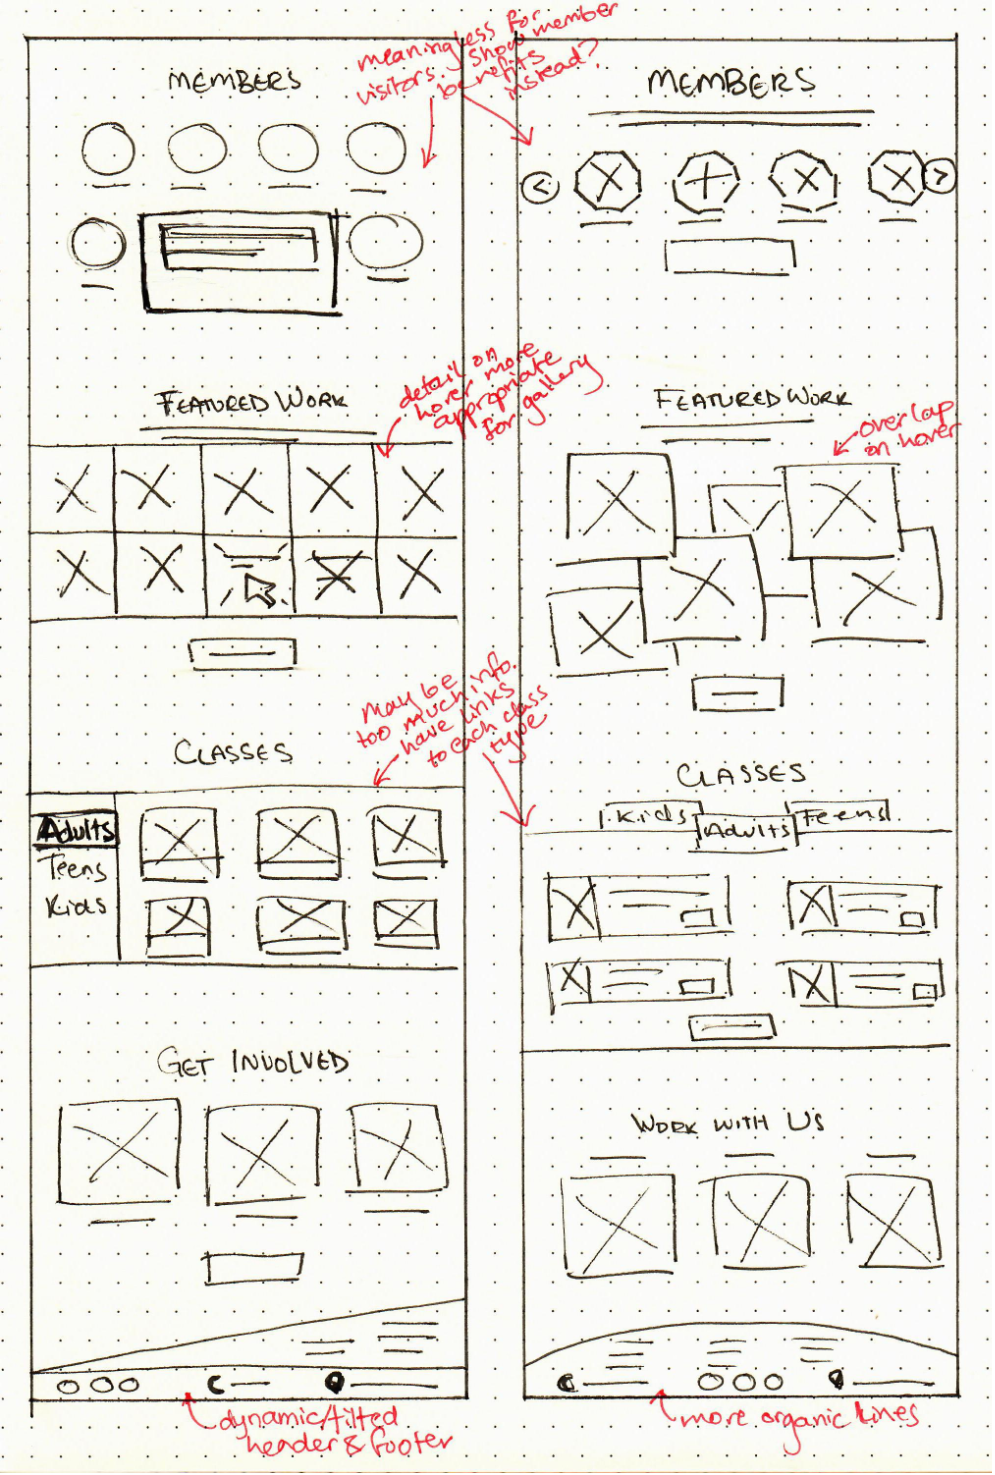 meaningless for
visitors. Show member
benefits
instead?
MEMBERS
MEMBERS
<
>
detail on
hover more
appropriate
for gallery
FEATURED WORK
FEATURED WORK
overlap
on hover
may be
too much info.
have links
to each class
type
CLASSES
Adults
Teens
Kids
CLASSES
Kids
Adults
Teens
GET INVOLVED
WORK WITH US
dynamic/tilted
header & footer
more organic lines